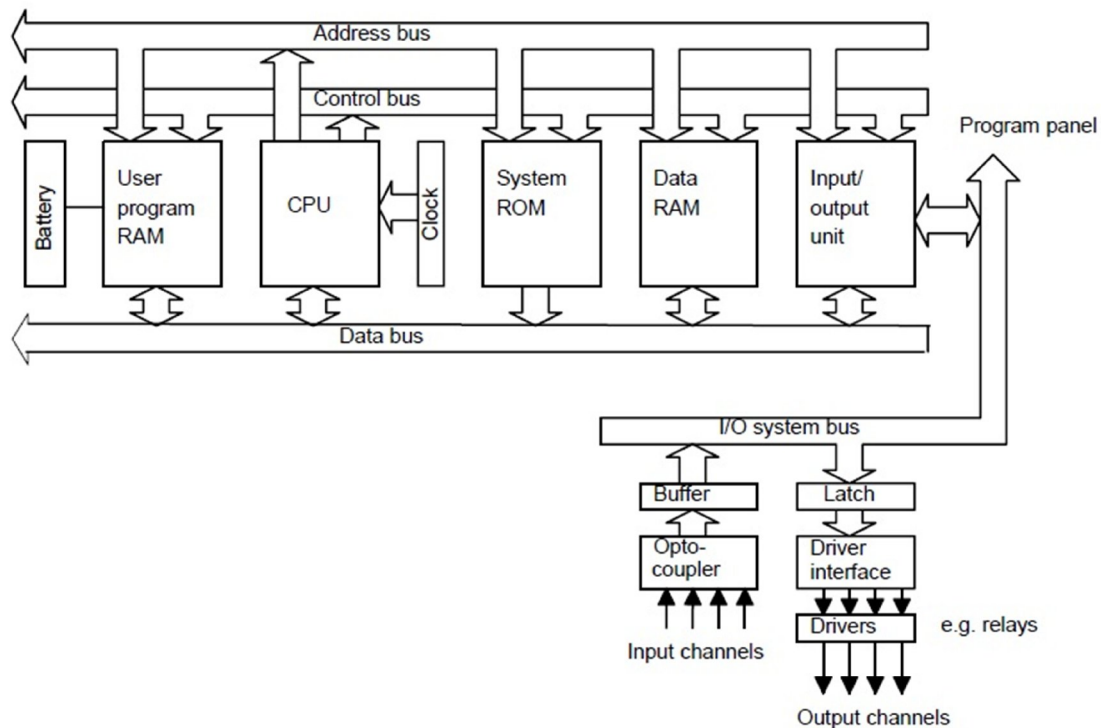 Address bus
Control bus
Program panel
Battery
User
program
RAM
CPU
Clock
System
ROM
Data
RAM
Input/
output
unit
Data bus
I/O system bus
Buffer
Latch
Opto-
coupler
Driver
interface
Drivers
e.g. relays
Input channels
Output channels